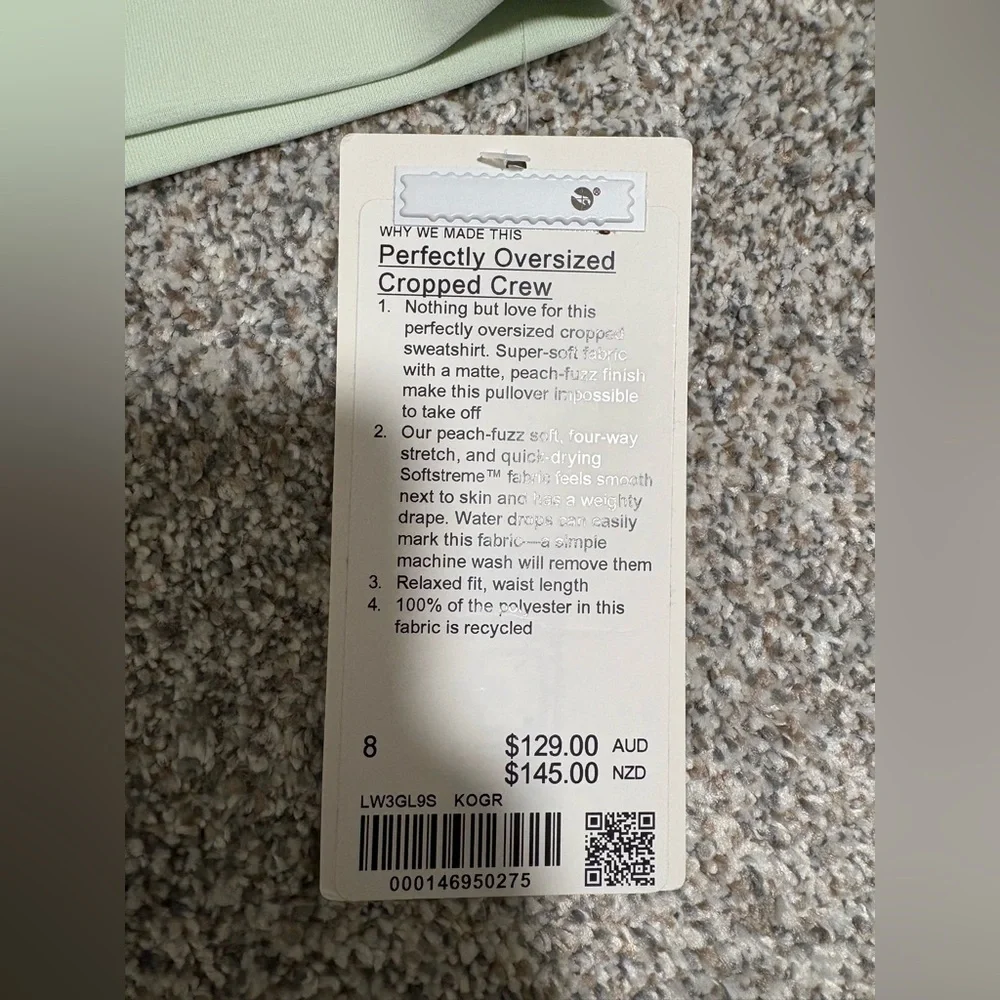 WHY WE MADE THIS
Perfectly Oversized
Cropped Crew
1. Nothing but love for this
perfectly oversized cropped
sweatshirt. Super-soft fabric
with a matte, peach-fuzz finish
make this pullover impossible
to take off
2. Our peach-fuzz soft, four-way
stretch, and quick-drying
Softstreme™ fabric feels smooth
next to skin and has a weighty
drape. Water drops can easily
mark this fabric—a simple
machine wash will remove them
3. Relaxed fit, waist length
4. 100% of the polyester in this
fabric is recycled
8 $129.00 AUD
$145.00 NZD
LW3GL9S KOGR
000146950275